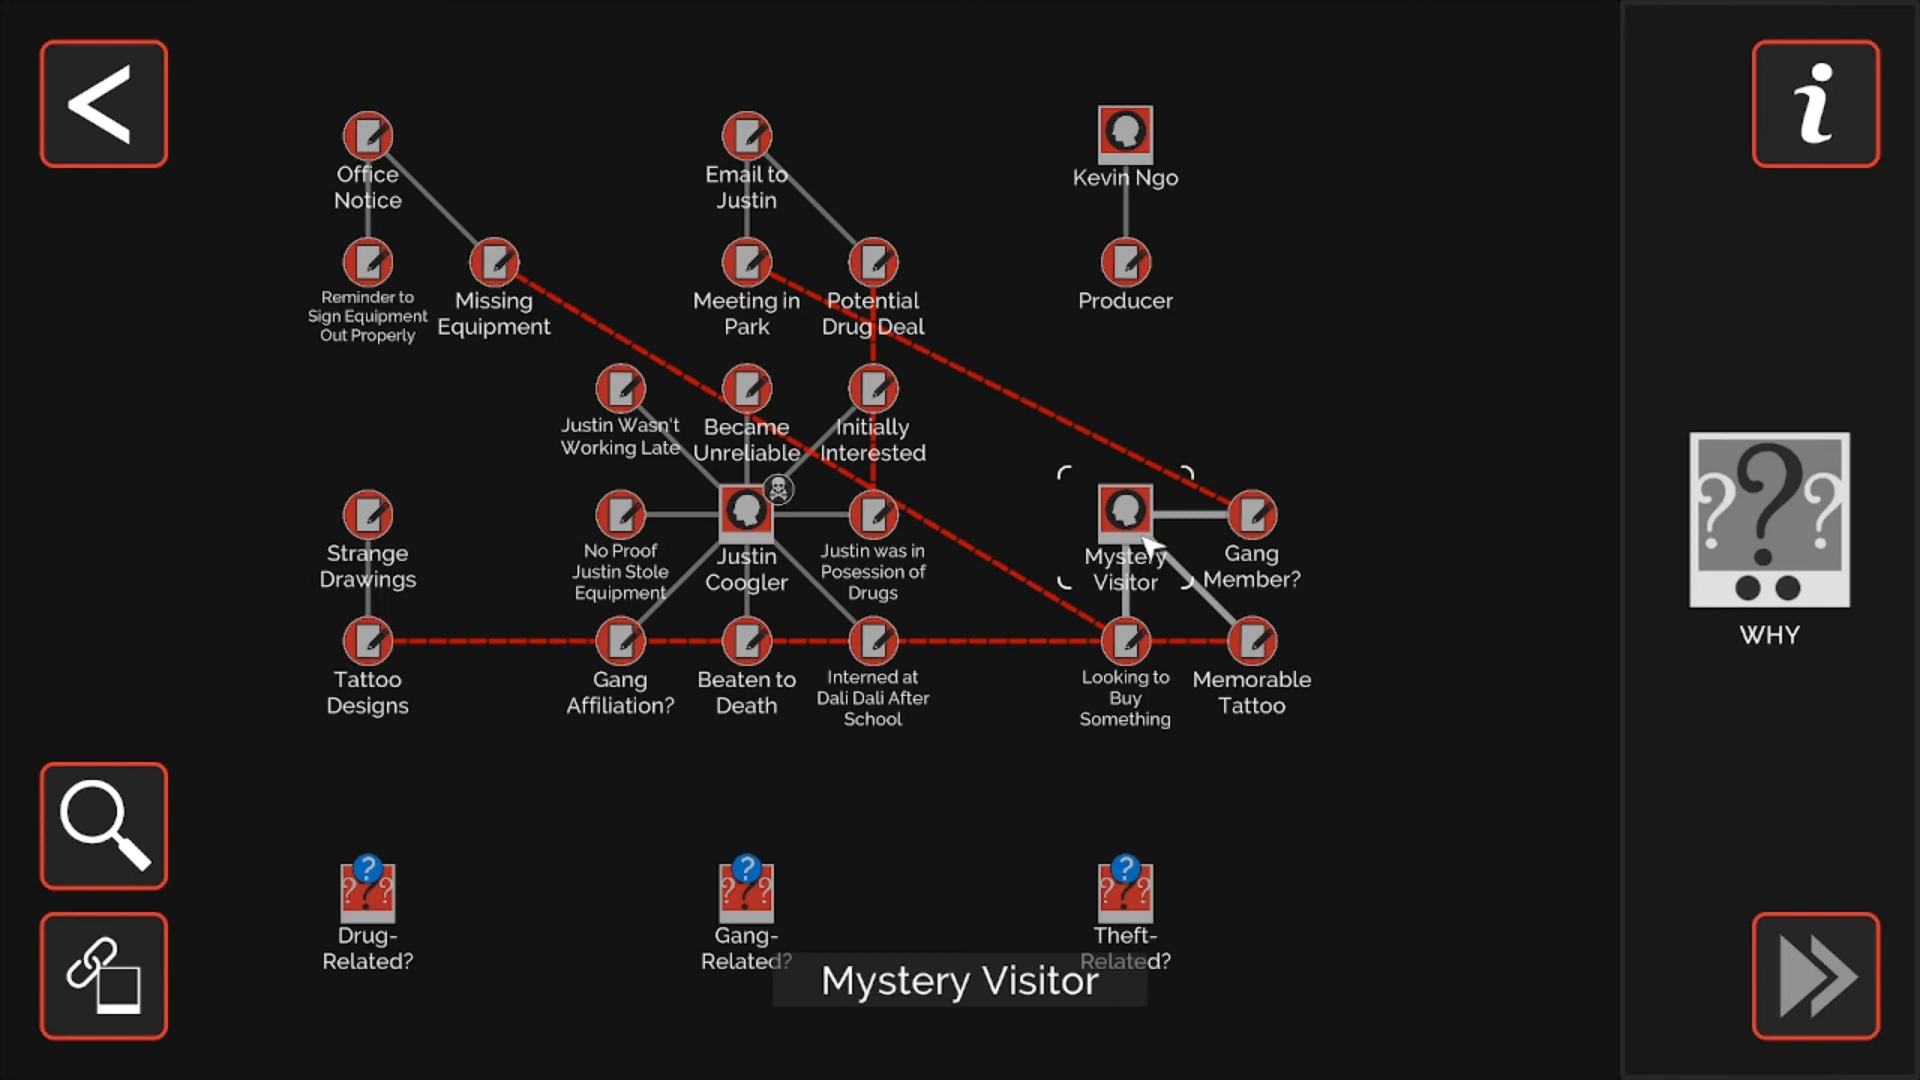 Office
Notice
Email to
Justin
Kevin Ngo
Reminder to
Sign Equipment
Out Properly
Missing
Equipment
Meeting in
Park
Potential
Drug Deal
Producer
Justin Wasn't
Working Late
Became
Unreliable
Initially
Interested
Strange
Drawings
No Proof
Justin Stole
Equipment
Justin
Coogler
Justin was in
Posession of
Drugs
Mystery
Visitor
Gang
Member?
WHY
Tattoo
Designs
Gang
Affiliation?
Beaten to
Death
Interned at
Dali Dali After
School
Looking to
Buy
Something
Memorable
Tattoo
Drug-
Related?
Gang-
Related?
Theft-
Related?
Mystery Visitor